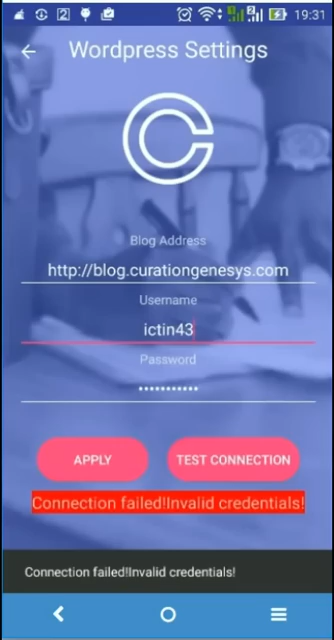 19:31
Wordpress Settings
Blog Address
http://blog.curationgenesys.com
Username
ictin43
Password
•••••••••••
APPLY
TEST CONNECTION
Connection failed!Invalid credentials!
Connection failed!Invalid credentials!